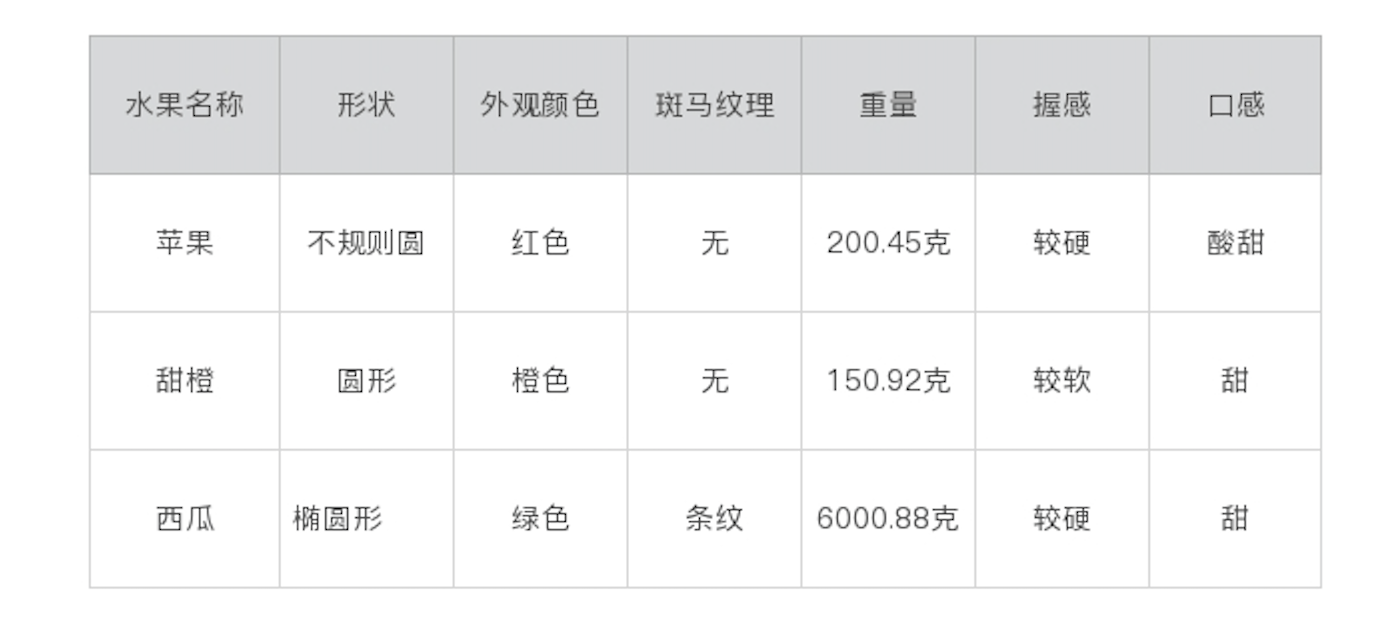 水果名称 形状 外观颜色 斑马纹理 重量 握感 口感
苹果 不规则圆 红色 无 200.45克 较硬 酸甜
甜橙 圆形 橙色 无 150.92克 较软 甜
西瓜 椭圆形 绿色 条纹 6000.88克 较硬 甜